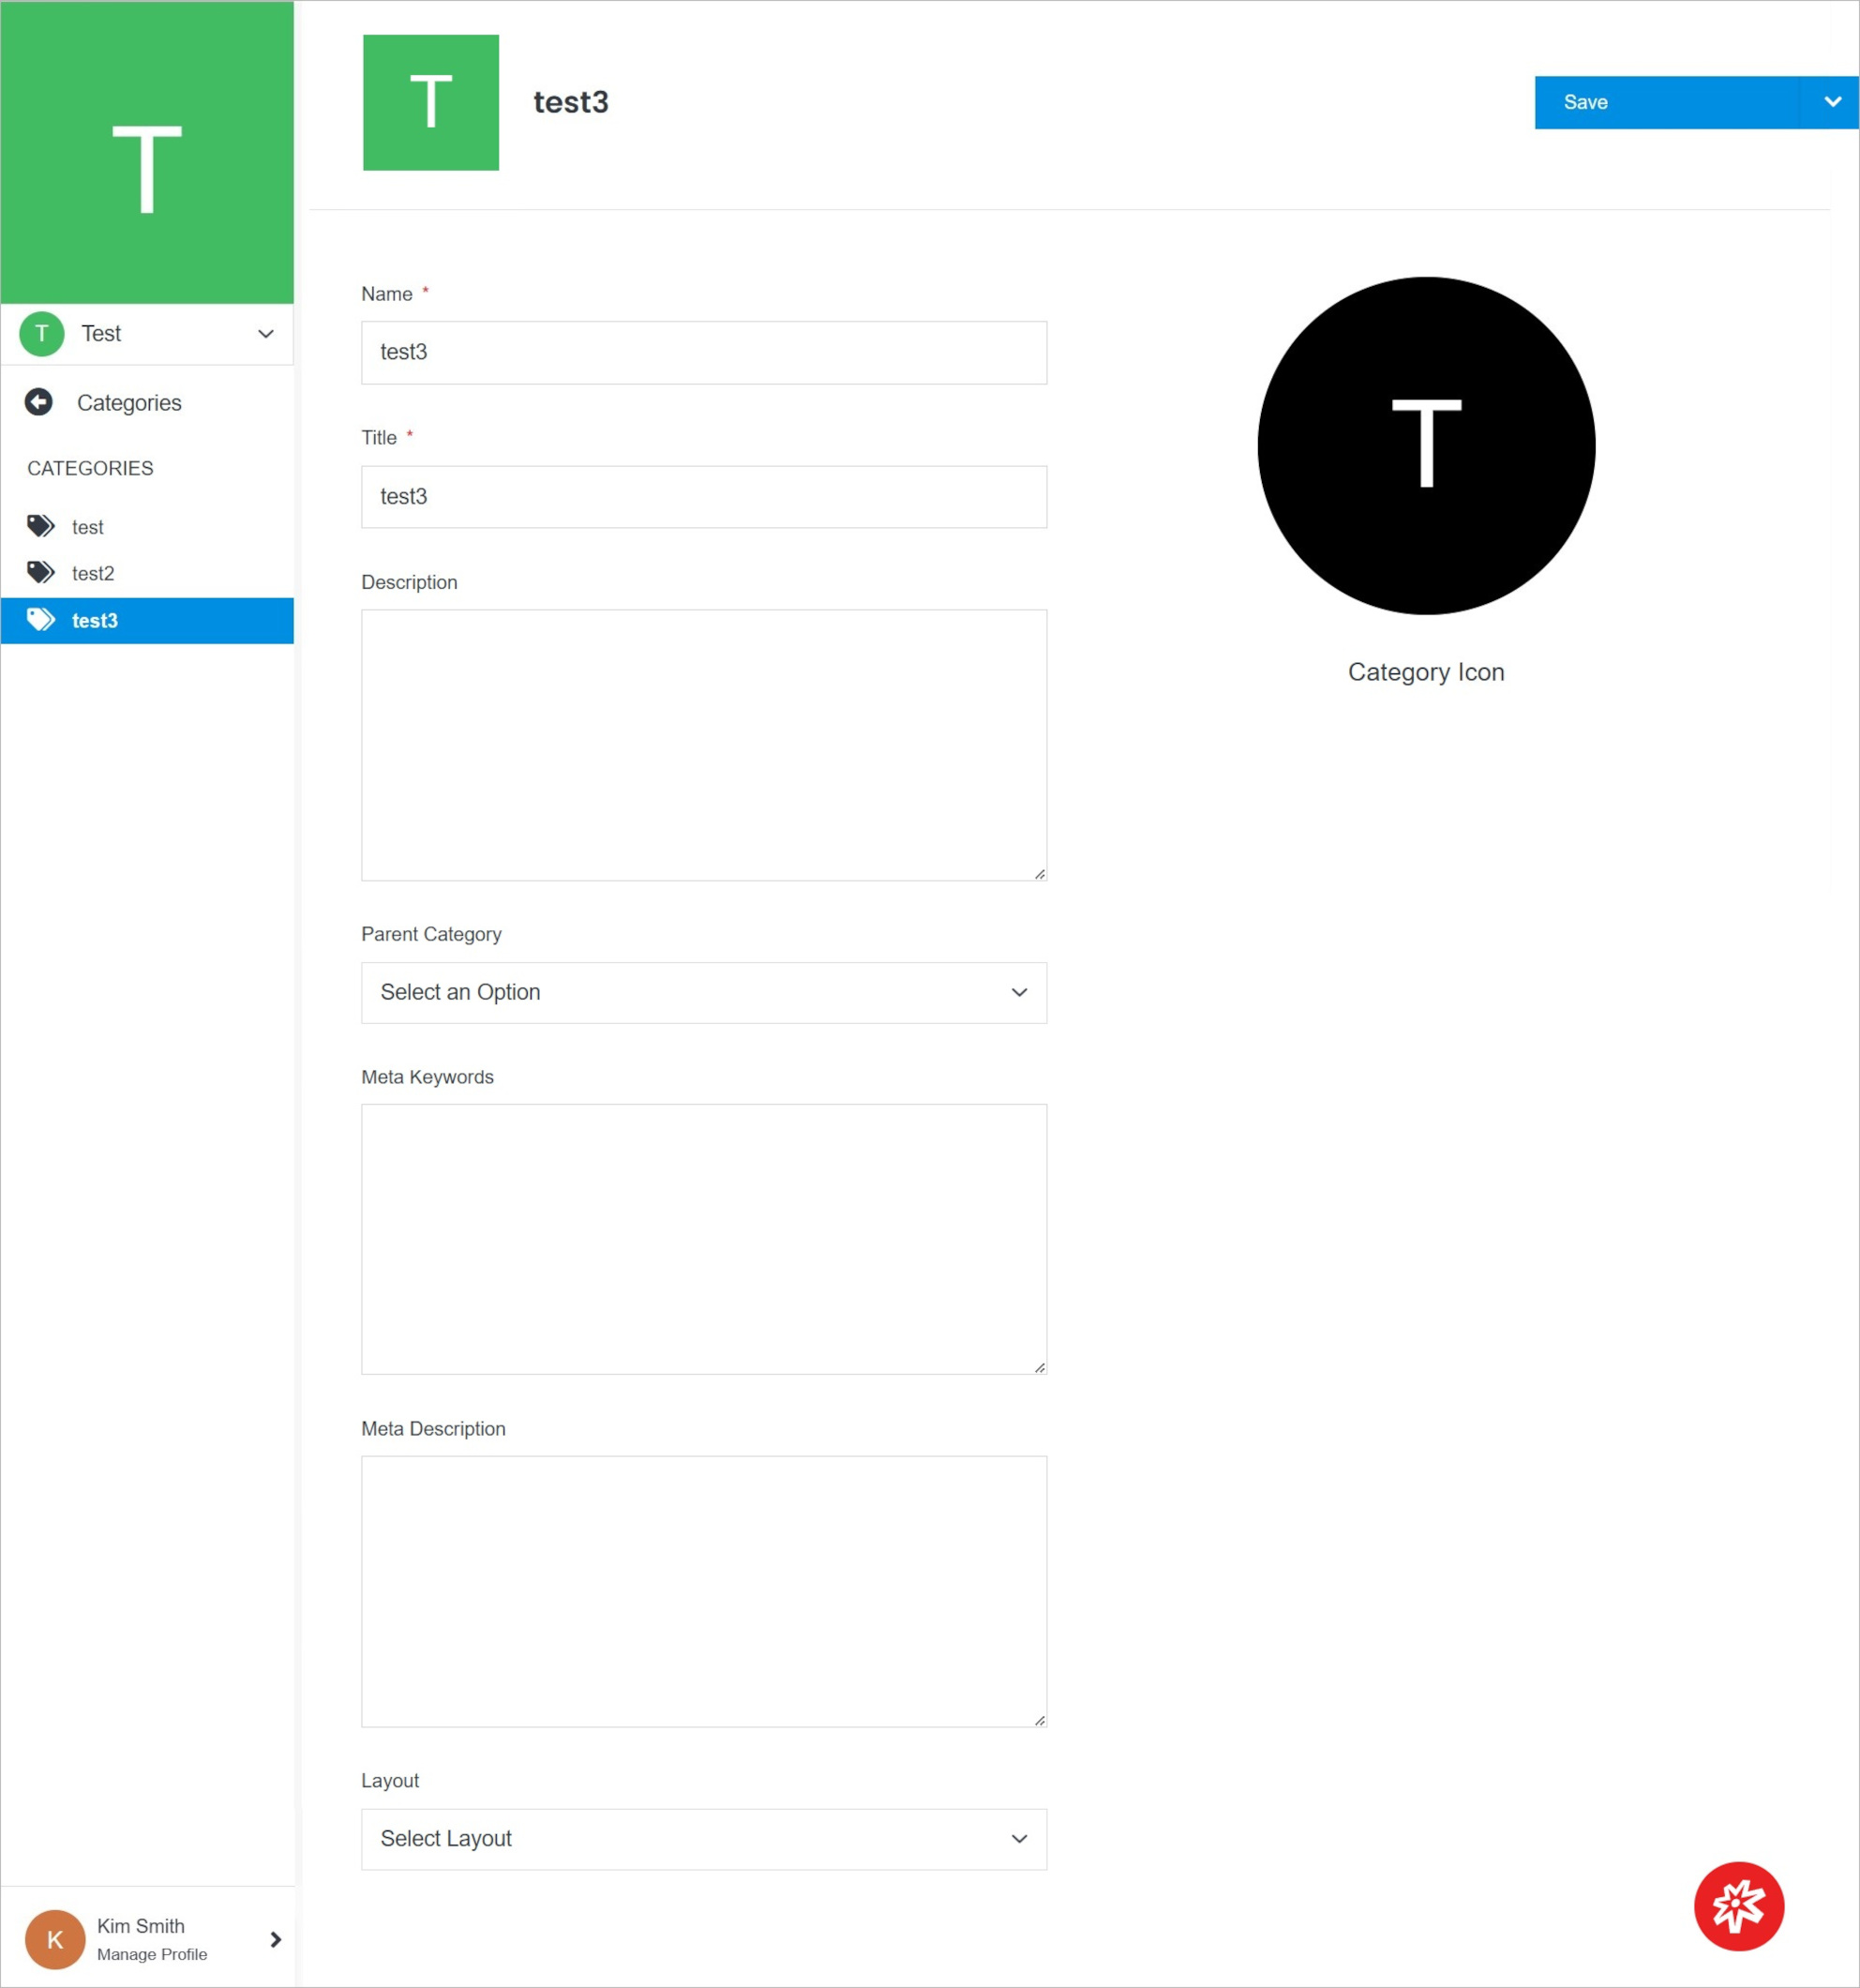 T
T
Test
Categories
CATEGORIES
test
test2
test3
K
Kim Smith
Manage Profile
T
test3
Save
Name *
test3
Title *
test3
Description
Parent Category
Select an Option
Meta Keywords
Meta Description
Layout
Select Layout
T
Category Icon